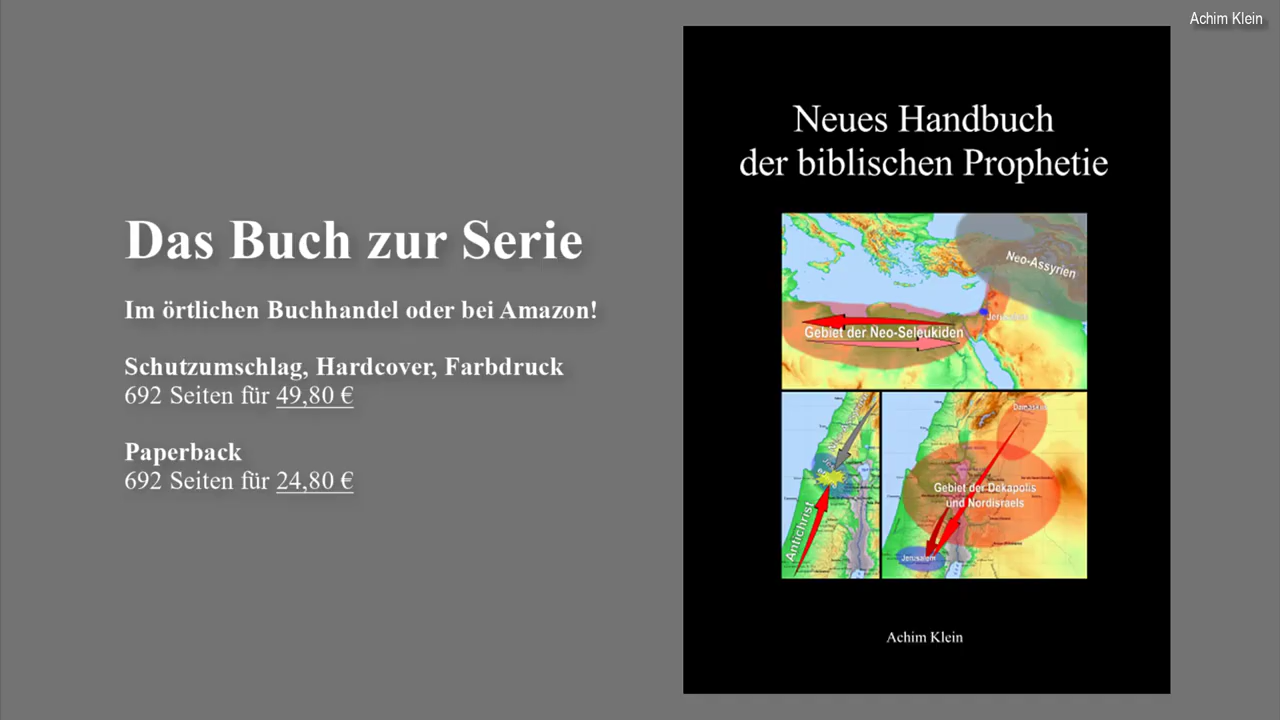 Achim Klein
Das Buch zur Serie
Im örtlichen Buchhandel oder bei Amazon!
Schutzumschlag, Hardcover, Farbdruck
692 Seiten für 49,80 €
Paperback
692 Seiten für 24,80 €
Neues Handbuch
der biblischen Prophetie
Neo-Assyrien
Jerusalem
Gebiet der Neo-Seleukiden
Antichrist
Damaskus
Gebiet der Dekapolis
und Nordisraels
Jerusalem
Achim Klein